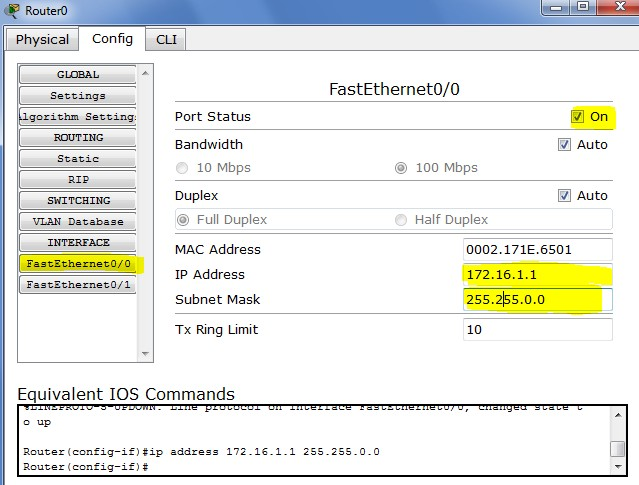 Router0
Physical Config CLI
GLOBAL
Settings
Algorithm Settings
ROUTING
Static
RIP
SWITCHING
VLAN Database
INTERFACE
FastEthernet0/0
FastEthernet0/1
FastEthernet0/0
Port Status On
Bandwidth Auto
10 Mbps 100 Mbps
Duplex Auto
Full Duplex Half Duplex
MAC Address 0002.171E.6501
IP Address 172.16.1.1
Subnet Mask 255.255.0.0
Tx Ring Limit 10
Equivalent IOS Commands
%LINEPROTO-5-UPDOWN: Line protocol on Interface FastEthernet0/0, changed state t
o up
Router(config-if)#ip address 172.16.1.1 255.255.0.0
Router(config-if)#